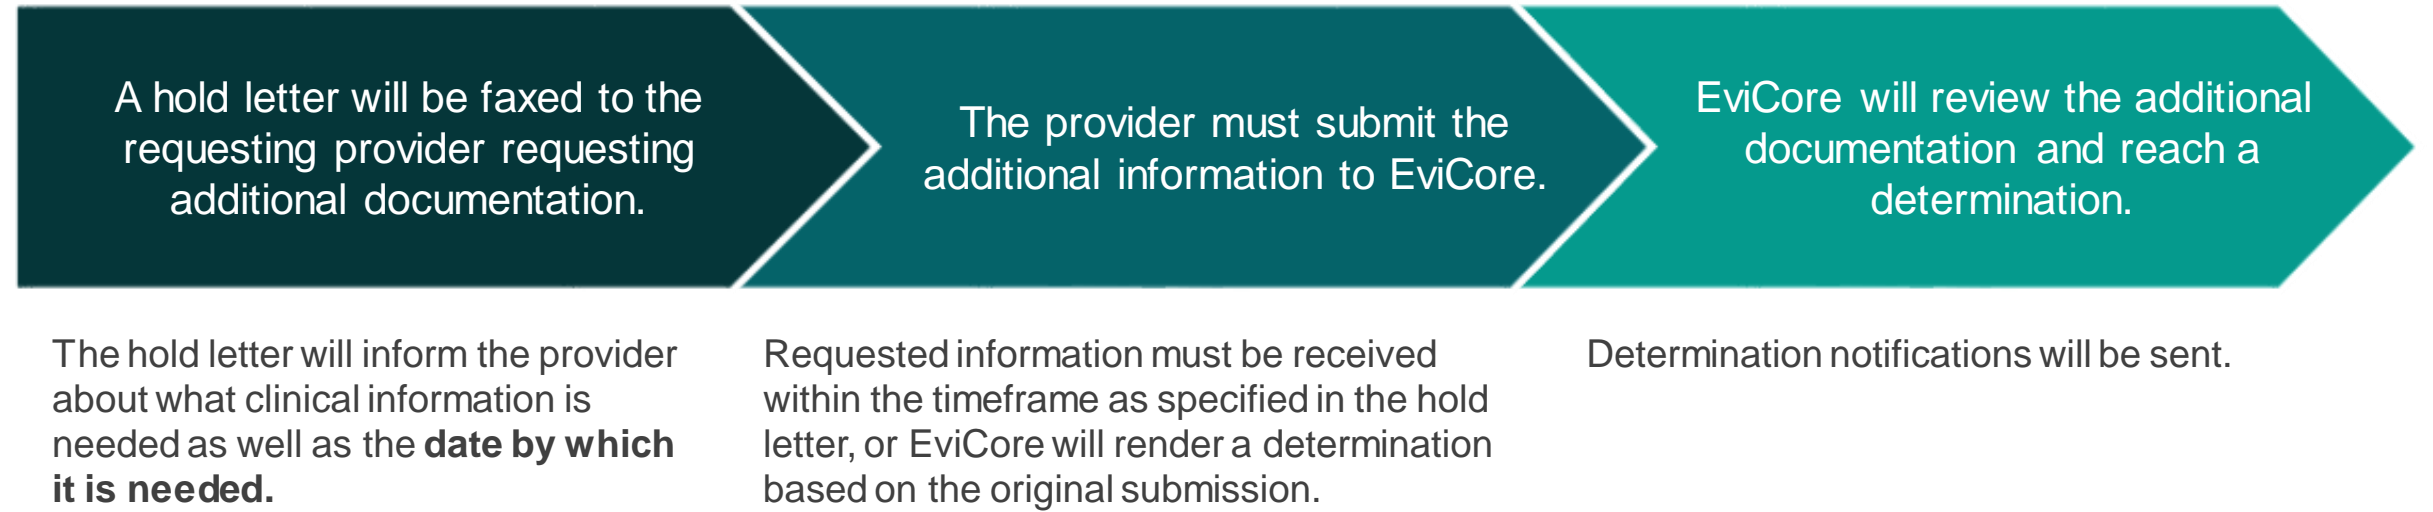 A hold letter will be faxed to the
requesting provider requesting
additional documentation.
The provider must submit the
additional information to EviCore.
EviCore will review the additional
documentation and reach a
determination.
The hold letter will inform the provider
about what clinical information is
needed as well as the date by which
it is needed.
Requested information must be received
within the timeframe as specified in the hold
letter, or EviCore will render a determination
based on the original submission.
Determination notifications will be sent.